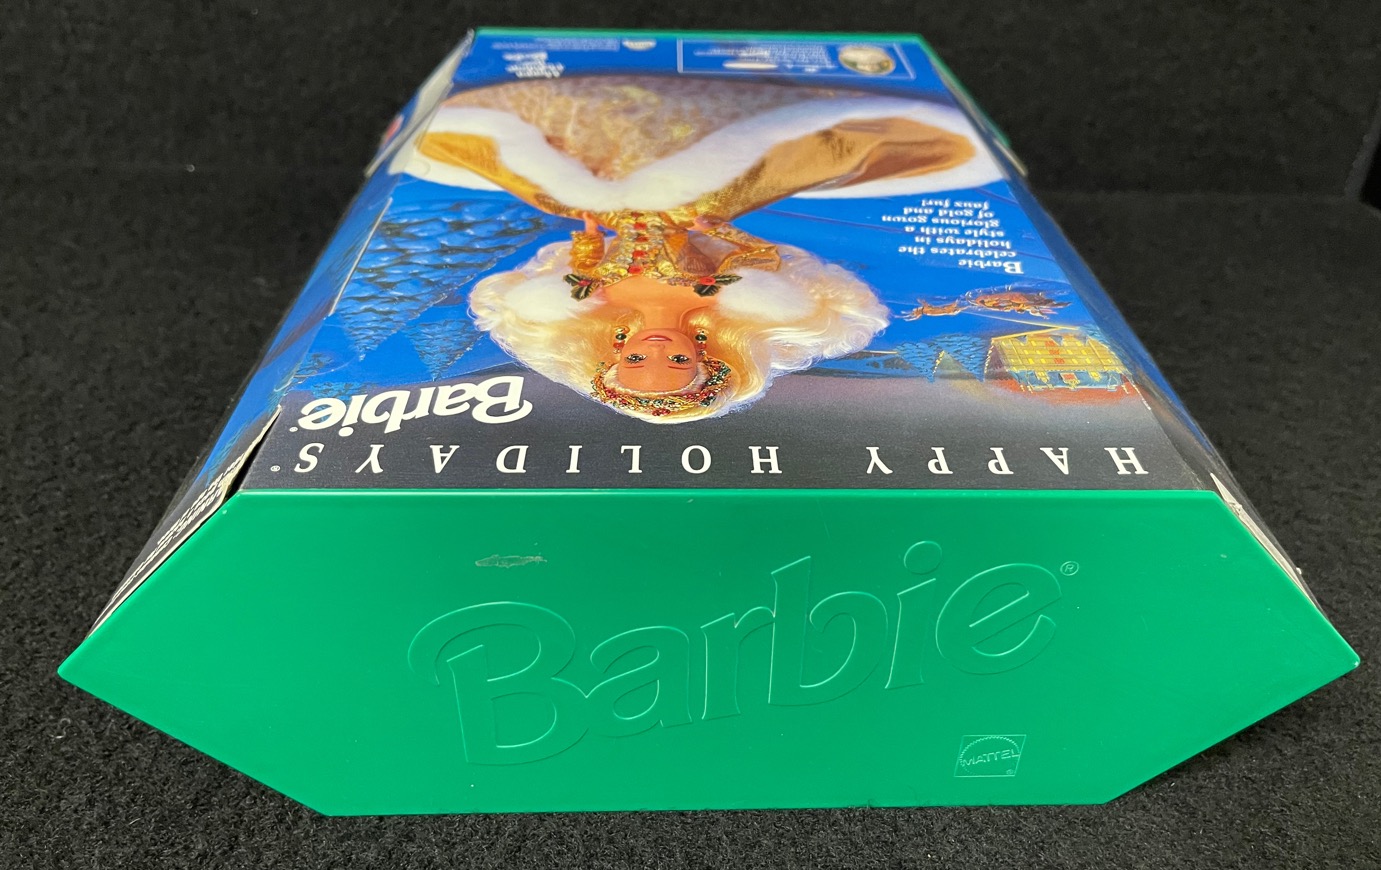 HAPPY HOLIDAYS®
Barbie®
Barbie
celebrates the
holidays in
style with a
glorious gown
of gold and
faux fur!
Barbie®
MATTEL